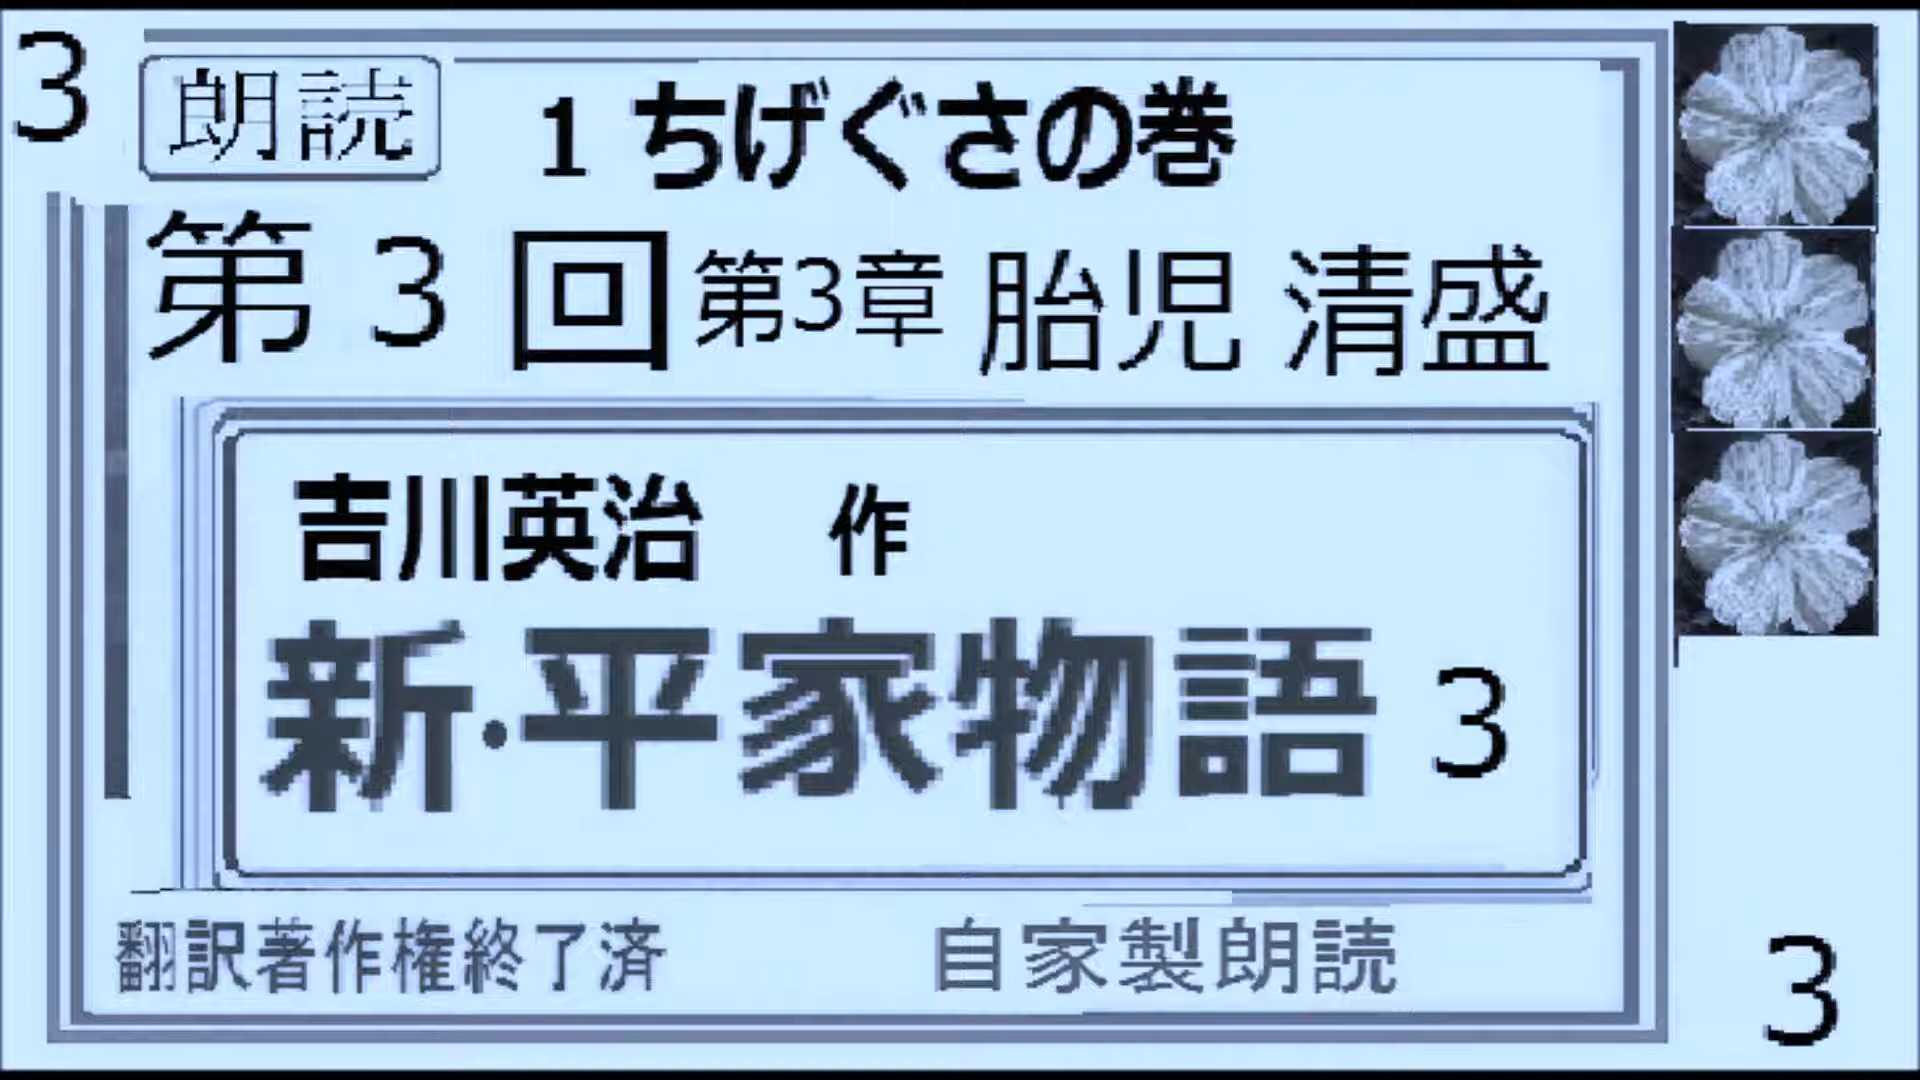 3
朗読
1 ちげぐさの巻
第3回 第3章 胎児 清盛
吉川英治 作
新・平家物語 3
翻訳著作権終了済 自家製朗読
3